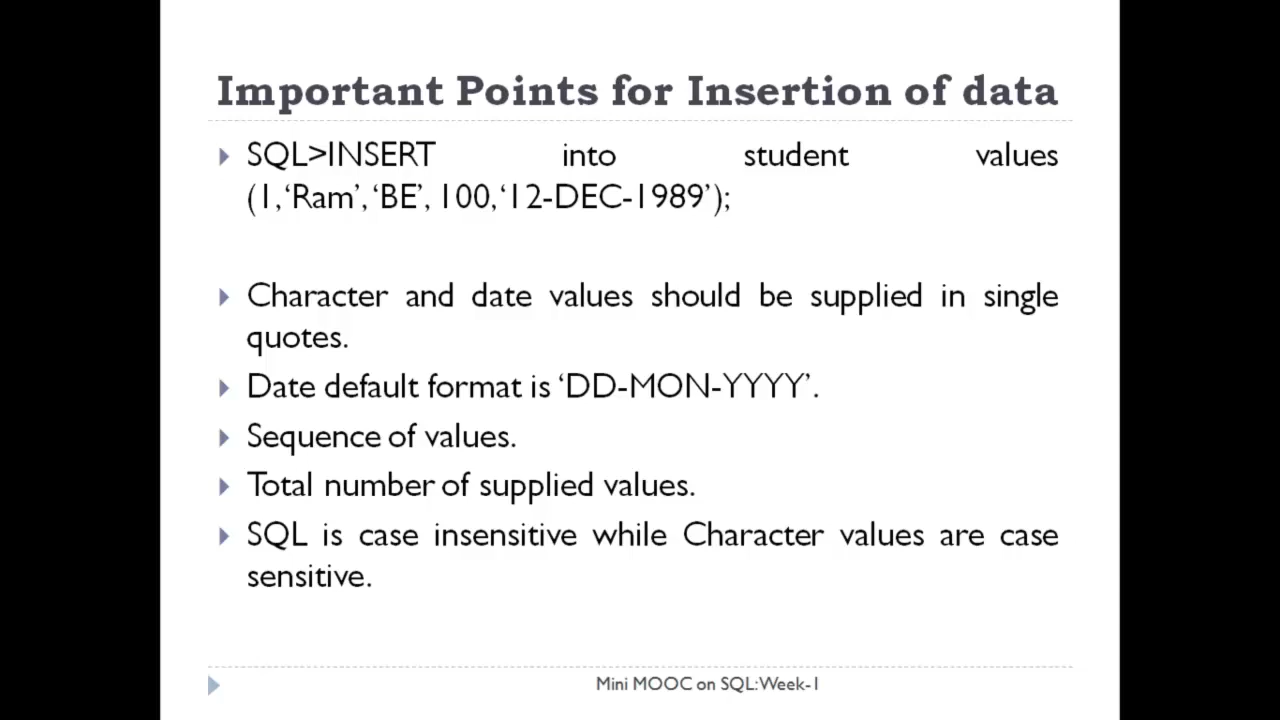 Important Points for Insertion of data
SQL>INSERT into student values
(1,‘Ram’,‘BE’, 100,‘12-DEC-1989’);
Character and date values should be supplied in single
quotes.
Date default format is ‘DD-MON-YYYY’.
Sequence of values.
Total number of supplied values.
SQL is case insensitive while Character values are case
sensitive.
Mini MOOC on SQL:Week-1